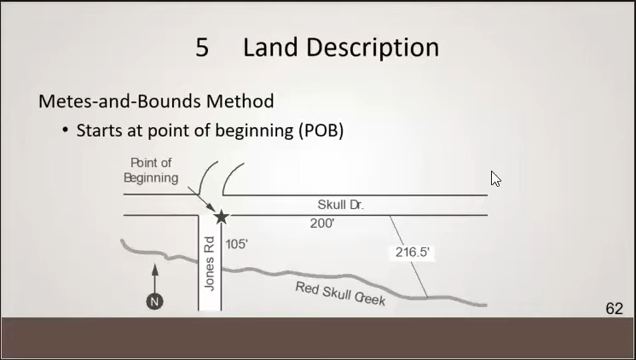 5 Land Description
Metes-and-Bounds Method
• Starts at point of beginning (POB)
Point of
Beginning
Skull Dr.
200'
Jones Rd
105'
216.5'
Red Skull Creek
N
62